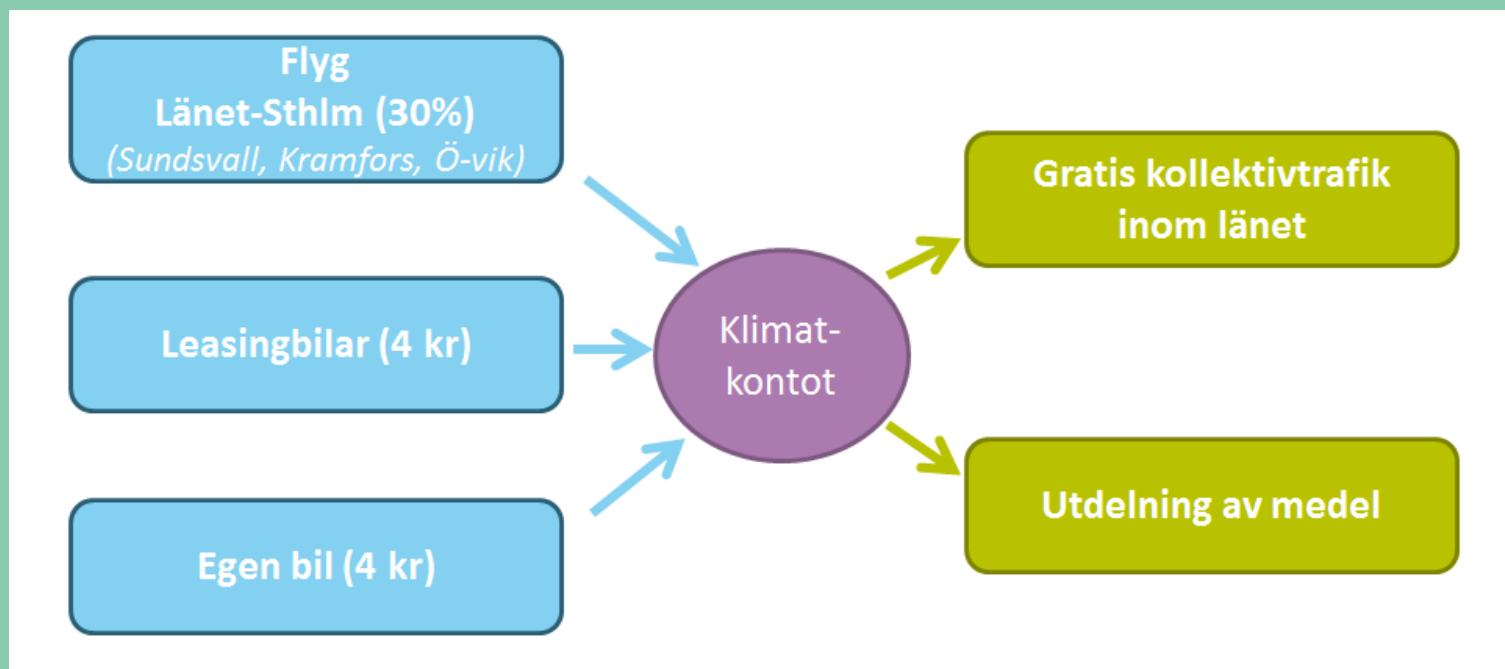 Flyg
Länet-Sthlm (30%)
(Sundsvall, Kramfors, Ö-vik)
Leasingbilar (4 kr)
Egen bil (4 kr)
Klimat-
kontot
Gratis kollektivtrafik
inom länet
Utdelning av medel